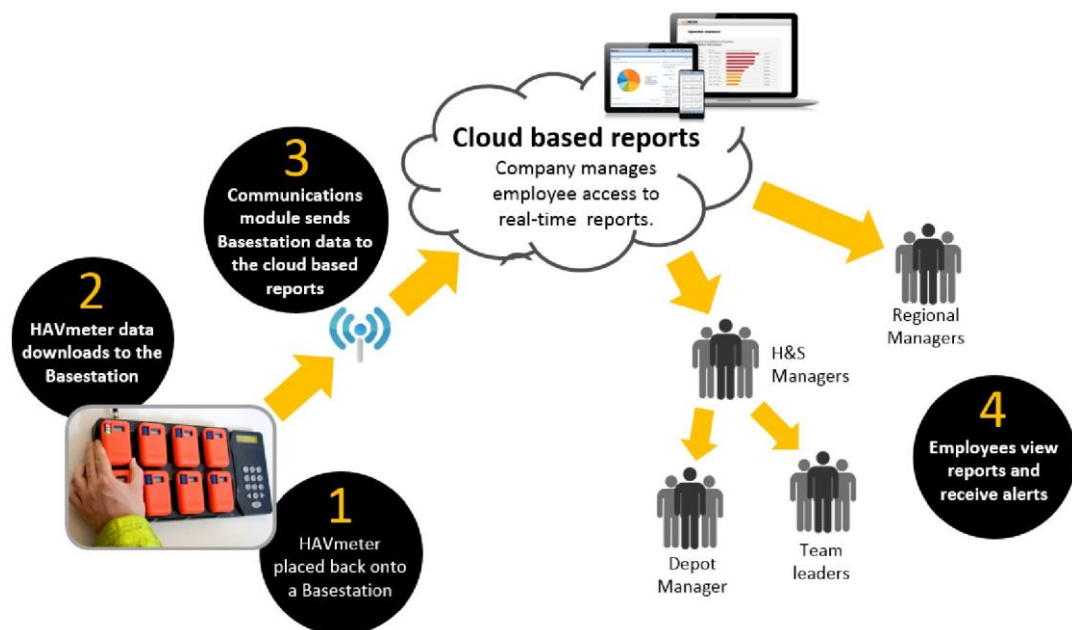 Cloud based reports
Company manages
employee access to
real-time reports.
3
Communications
module sends
Basestation data to
the cloud based
reports
2
HAVmeter data
downloads to the
Basestation
1
HAVmeter
placed back onto
a Basestation
Regional
Managers
H&S
Managers
Depot
Manager
Team
leaders
4
Employees view
reports and
receive alerts